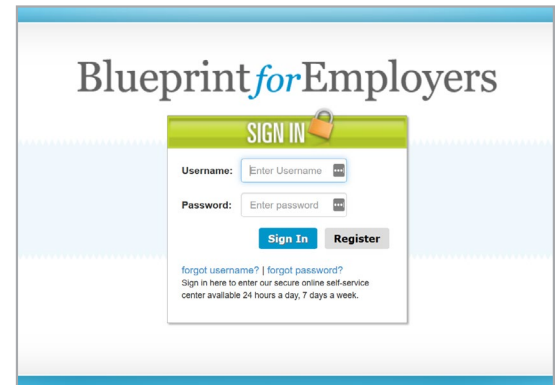 BlueprintforEmployers
SIGN IN
Username: Enter Username
Password: Enter password
Sign In Register
forgot username? | forgot password?
Sign in here to enter our secure online self-service
center available 24 hours a day, 7 days a week.